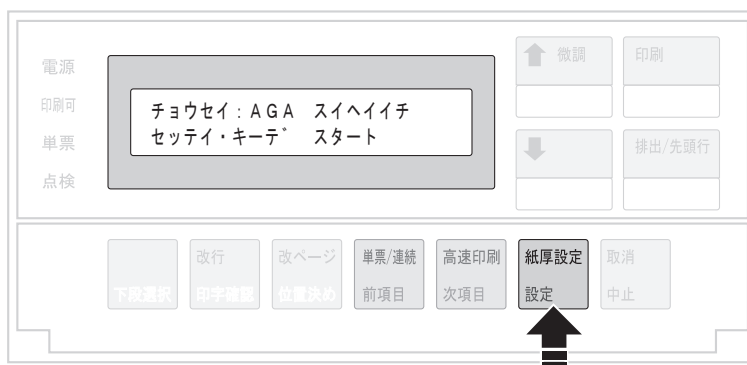 電源
印刷可
単票
点検
チョウセイ：ＡＧＡ　スイヘイイチ
セッテイ・キーデ゛　スタート
微調
印刷
排出/先頭行
下段選択
改行
印字確認
改ページ
位置決め
単票/連続
前項目
高速印刷
次項目
紙厚設定
設定
取消
中止